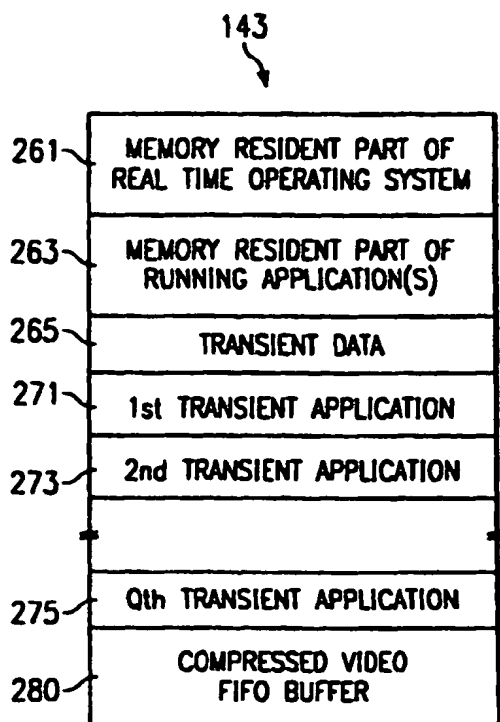 143
261
MEMORY RESIDENT PART OF
REAL TIME OPERATING SYSTEM
263
MEMORY RESIDENT PART OF
RUNNING APPLICATION(S)
265
TRANSIENT DATA
271
1st TRANSIENT APPLICATION
273
2nd TRANSIENT APPLICATION
275
Qth TRANSIENT APPLICATION
280
COMPRESSED VIDEO
FIFO BUFFER